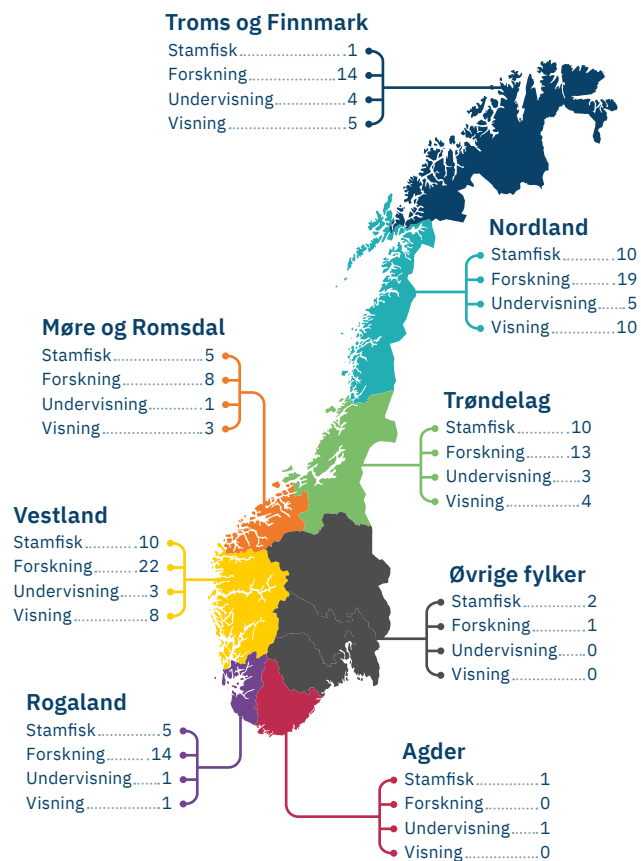 Troms og Finnmark
Stamfisk 1
Forskning 14
Undervisning 4
Visning 5
Nordland
Stamfisk 10
Forskning 19
Undervisning 5
Visning 10
Møre og Romsdal
Stamfisk 5
Forskning 8
Undervisning 1
Visning 3
Trøndelag
Stamfisk 10
Forskning 13
Undervisning 3
Visning 4
Vestland
Stamfisk 10
Forskning 22
Undervisning 3
Visning 8
Øvrige fylker
Stamfisk 2
Forskning 1
Undervisning 0
Visning 0
Rogaland
Stamfisk 5
Forskning 14
Undervisning 1
Visning 1
Agder
Stamfisk 1
Forskning 0
Undervisning 1
Visning 0